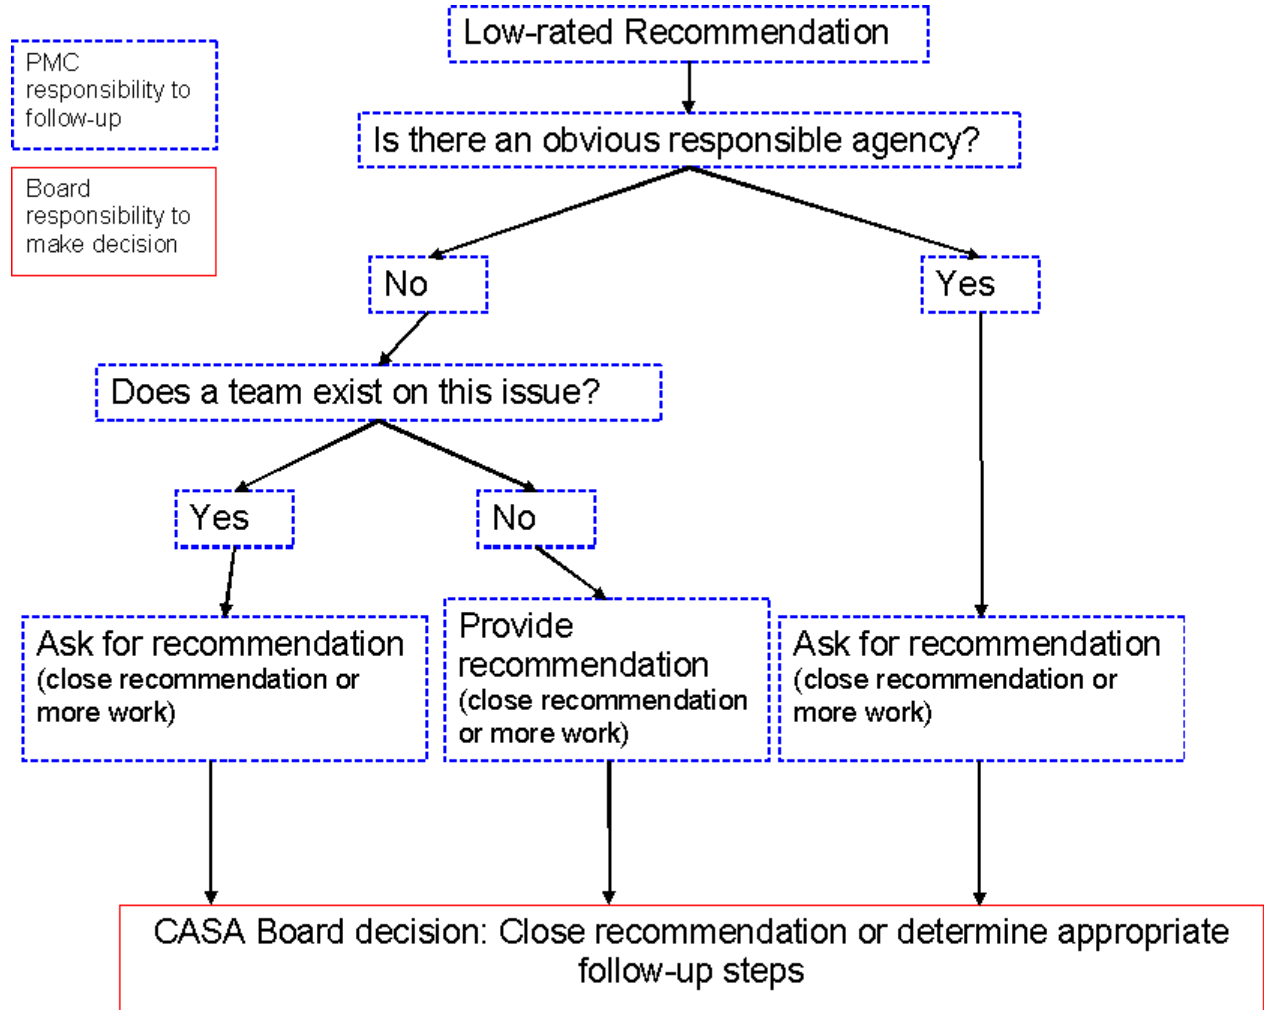 Low-rated Recommendation
PMC
responsibility to
follow-up
Is there an obvious responsible agency?
Board
responsibility to
make decision
No
Yes
Does a team exist on this issue?
Yes
No
Ask for recommendation
(close recommendation or
more work)
Provide
recommendation
(close recommendation
or more work)
Ask for recommendation
(close recommendation or
more work)
CASA Board decision: Close recommendation or determine appropriate
follow-up steps